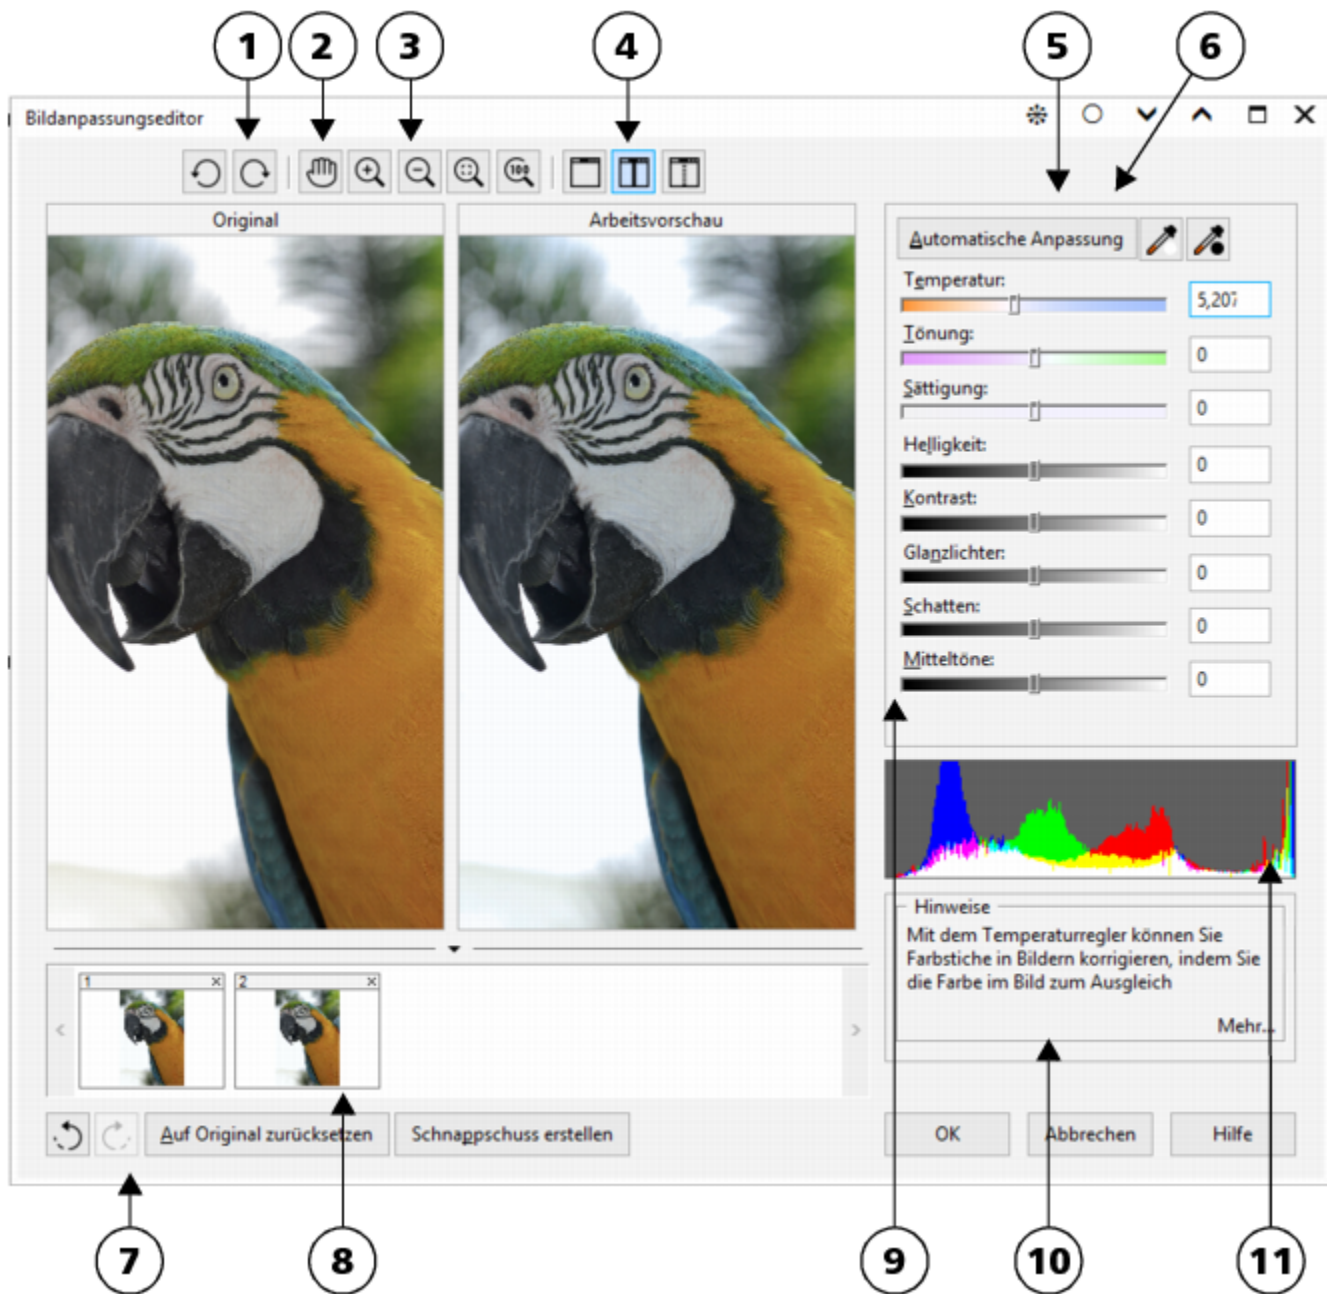 1 2 3 4 5 6
Bildanpassungseditor
100
Original
Arbeitsvorschau
Automatische Anpassung
Temperatur:
5,207
Tönung:
0
Sättigung:
0
Helligkeit:
0
Kontrast:
0
Glanzlichter:
0
Schatten:
0
Mitteltöne:
0
Hinweise
Mit dem Temperaturregler können Sie
Farbstiche in Bildern korrigieren, indem Sie
die Farbe im Bild zum Ausgleich
Mehr...
1
2
Auf Original zurücksetzen
Schnappschuss erstellen
OK
Abbrechen
Hilfe
7 8 9 10 11